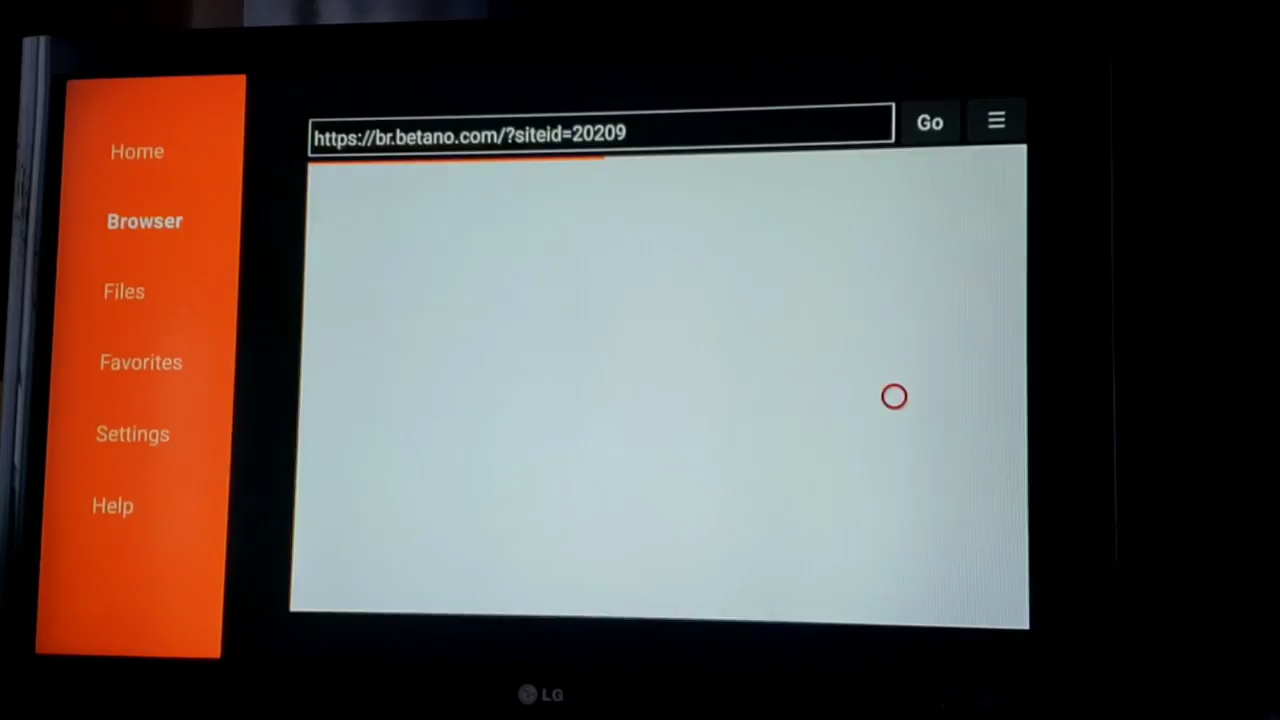 Home
Browser
Files
Favorites
Settings
Help
https://br.betano.com/?siteid=20209
Go
LG